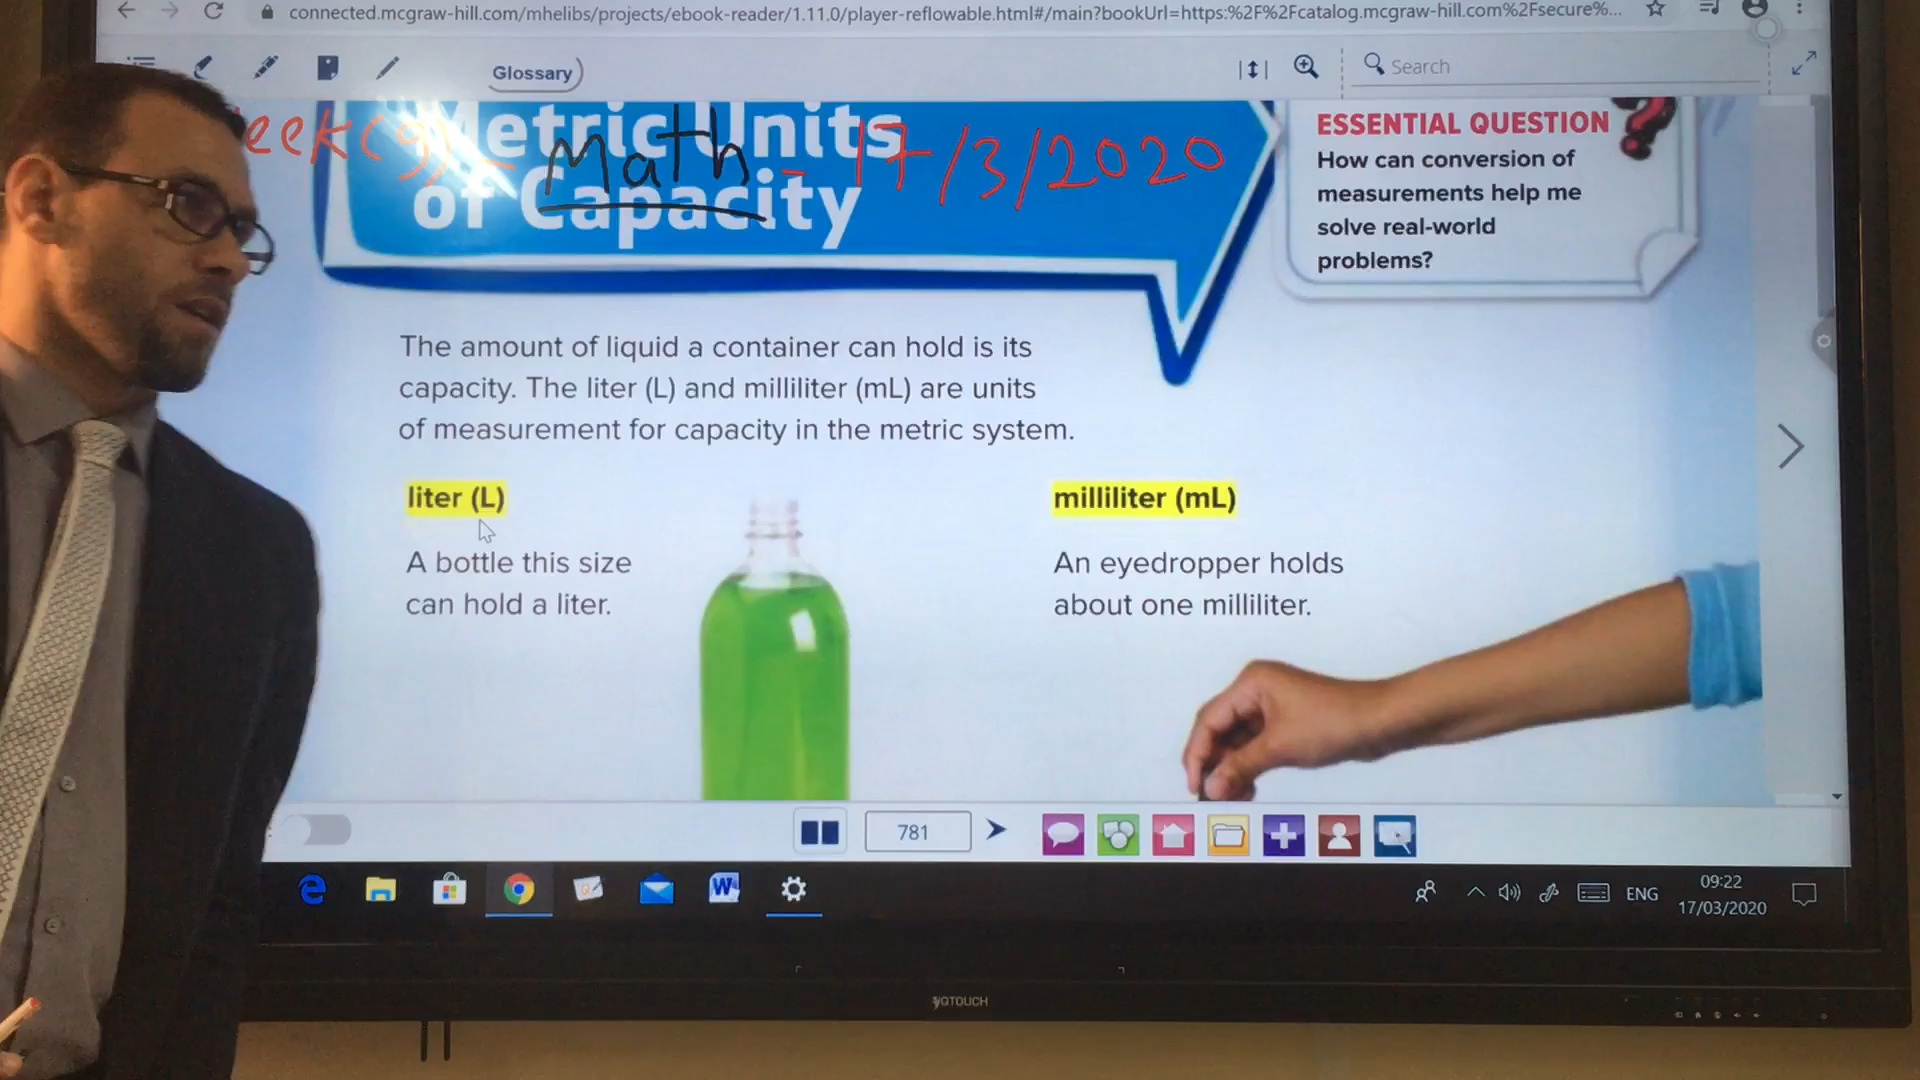 connected.mcgraw-hill.com/mhelibs/projects/ebook-reader/1.11.0/player-reflowable.html#/main?bookUrl=https:%2F%2Fcatalog.mcgraw-hill.com%2Fsecure%...
Glossary
Search
Metric Units
of Capacity
eek(9) - Math - 17/3/2020
ESSENTIAL QUESTION
How can conversion of
measurements help me
solve real-world
problems?
The amount of liquid a container can hold is its
capacity. The liter (L) and milliliter (mL) are units
of measurement for capacity in the metric system.
liter (L)
A bottle this size
can hold a liter.
milliliter (mL)
An eyedropper holds
about one milliliter.
781
ENG
09:22
17/03/2020
IQTOUCH